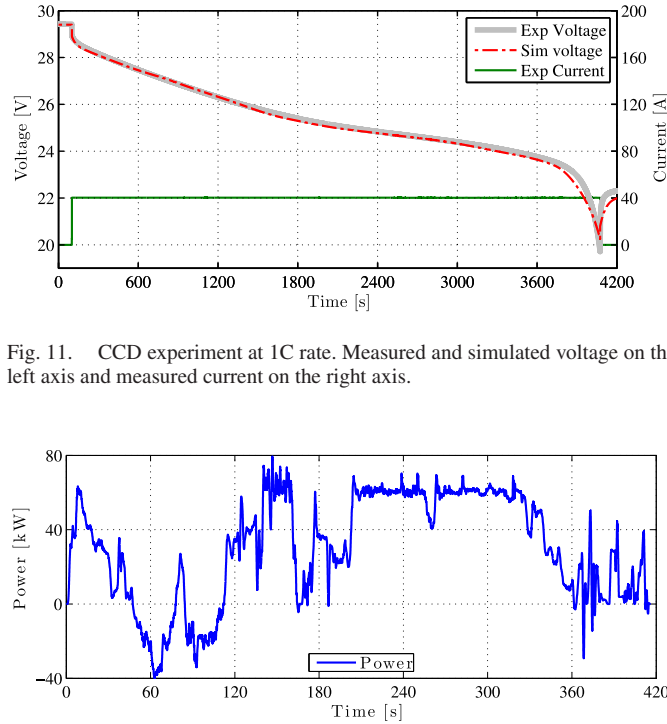 30
28
26
24
22
20
Voltage [V]
Exp Voltage
Sim voltage
Exp Current
200
160
120
80
40
0
Current [A]
0 600 1200 1800 2400 3000 3600 4200
Time [s]
Fig. 11. CCD experiment at 1C rate. Measured and simulated voltage on th
left axis and measured current on the right axis.
80
40
0
−40
Power [kW]
Power
0 60 120 180 240 300 360 420
Time [s]